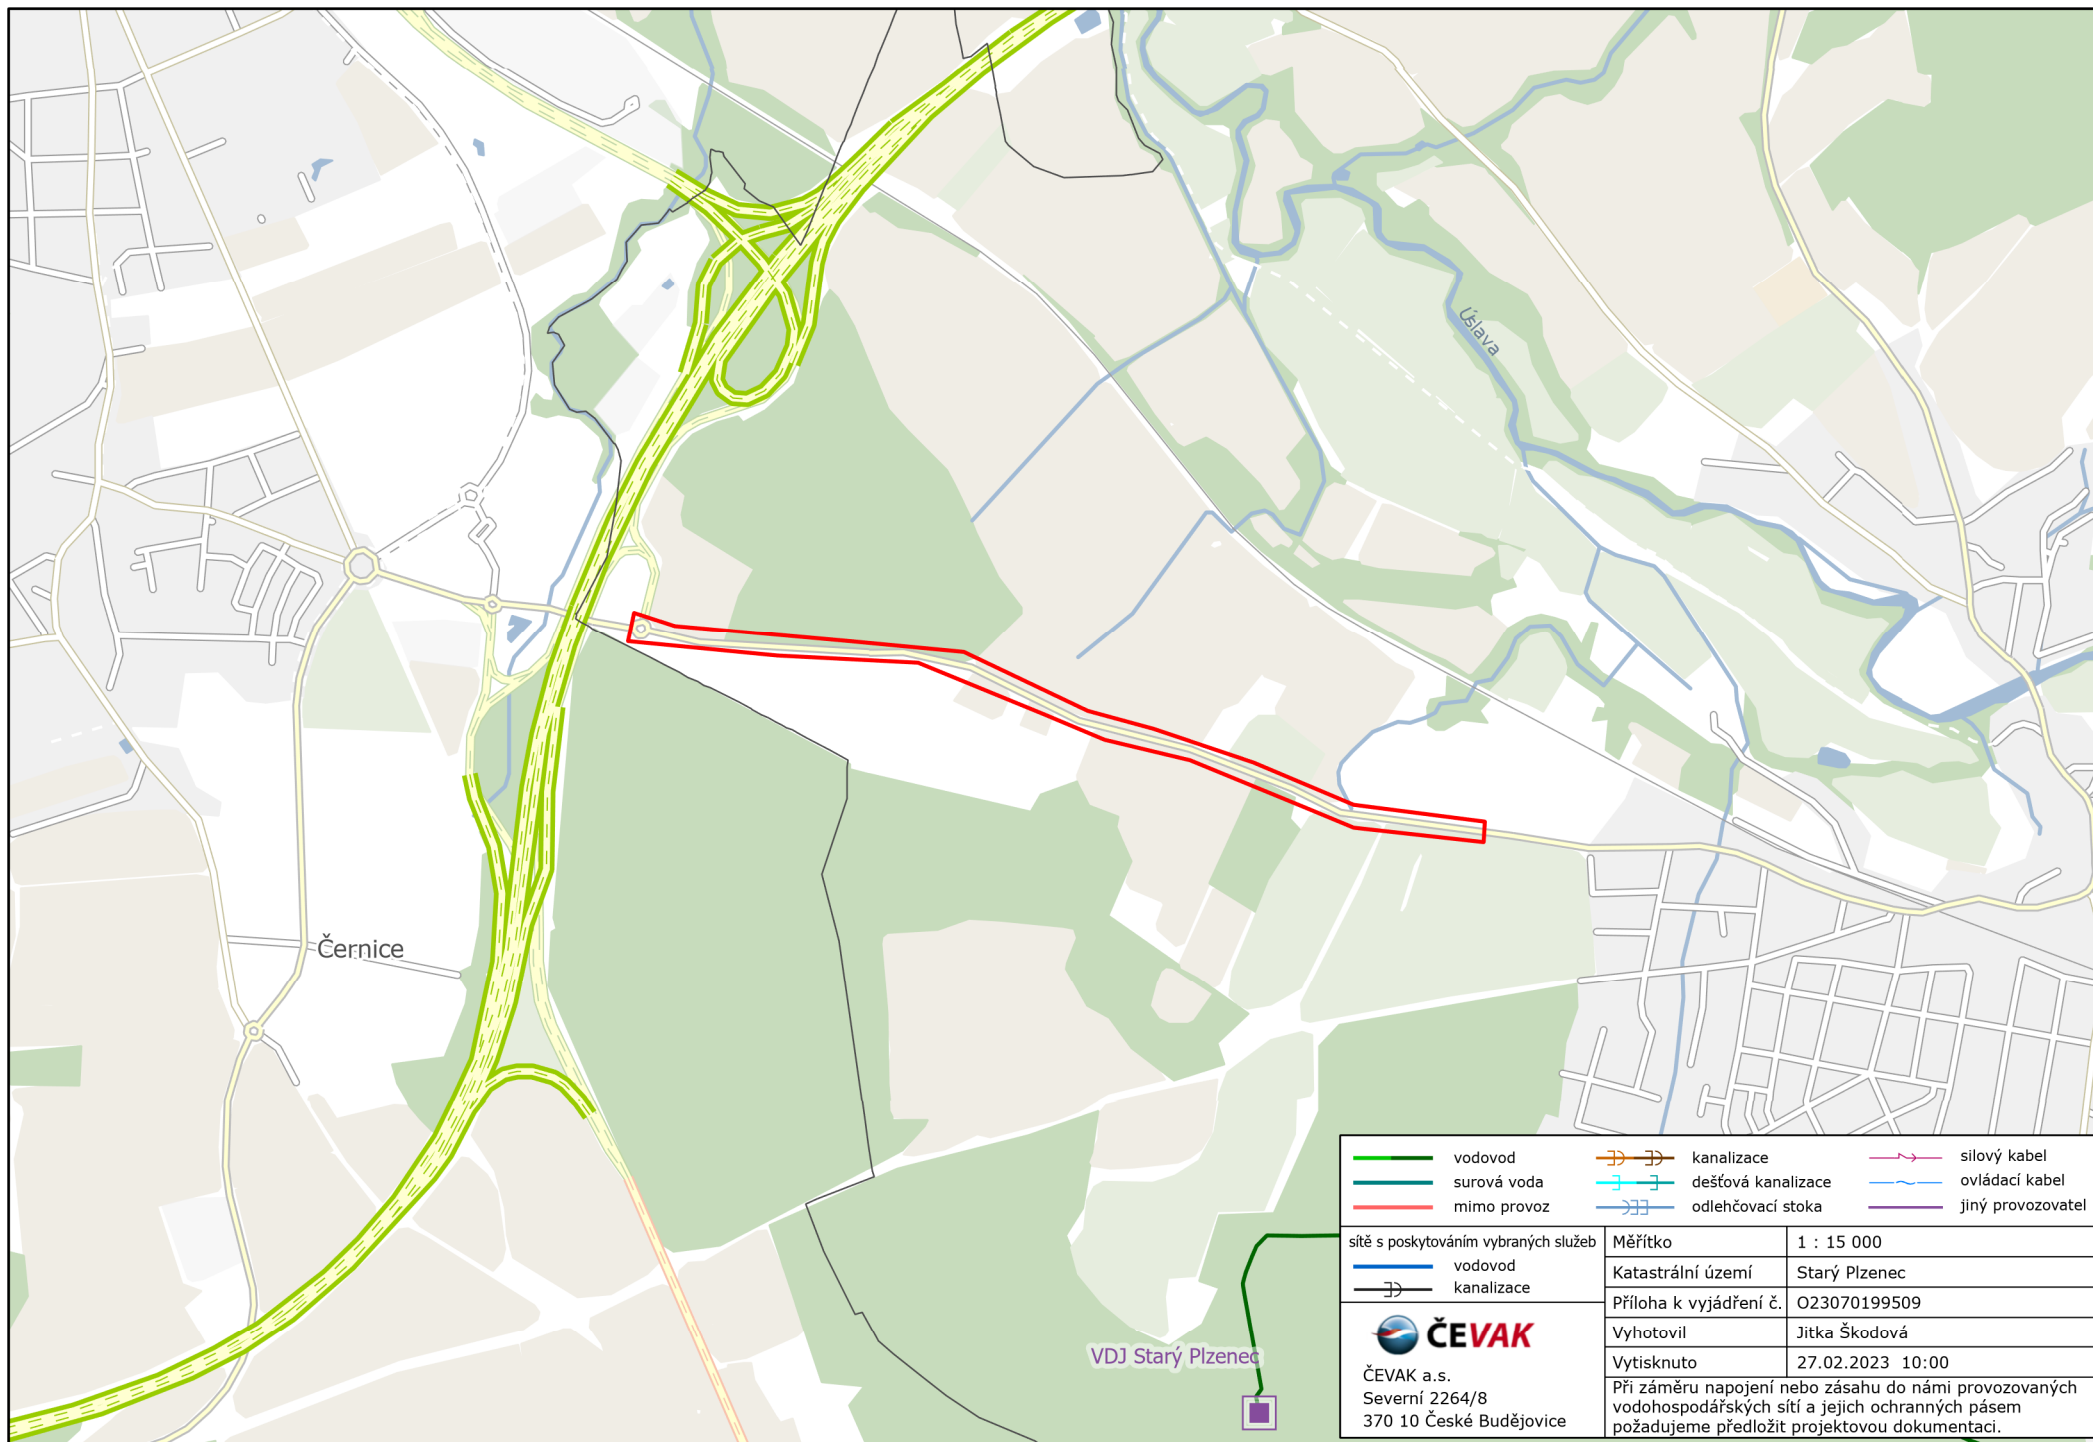 Úslava
Černice
VDJ Starý Plzenec
vodovod
surová voda
mimo provoz
kanalizace
dešťová kanalizace
odlehčovací stoka
silový kabel
ovládací kabel
jiný provozovatel
sítě s poskytováním vybraných služeb
vodovod
kanalizace
ČEVAK
ČEVAK a.s.
Severní 2264/8
370 10 České Budějovice
Měřítko 1 : 15 000
Katastrální území Starý Plzenec
Příloha k vyjádření č. O23070199509
Vyhotovil Jitka Škodová
Vytisknuto 27.02.2023 10:00
Při záměru napojení nebo zásahu do námi provozovaných
vodohospodářských sítí a jejich ochranných pásem
požadujeme předložit projektovou dokumentaci.